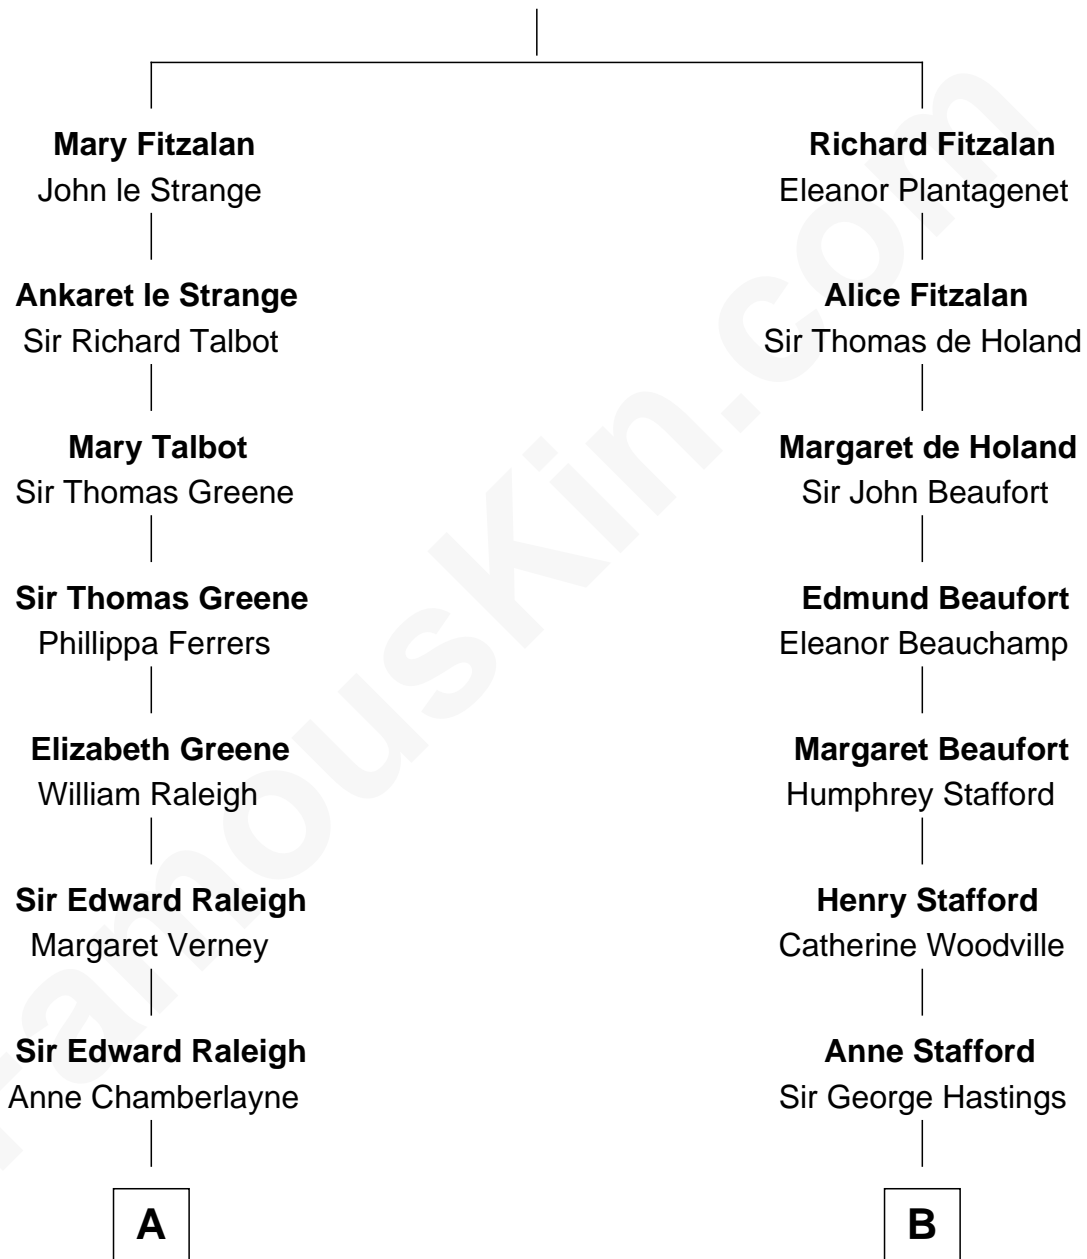 Mary Fitzalan
John le Strange
Richard Fitzalan
Eleanor Plantagenet
Ankaret le Strange
Sir Richard Talbot
Alice Fitzalan
Sir Thomas de Holand
Mary Talbot
Sir Thomas Greene
Margaret de Holand
Sir John Beaufort
Sir Thomas Greene
Phillippa Ferrers
Edmund Beaufort
Eleanor Beauchamp
Elizabeth Greene
William Raleigh
Margaret Beaufort
Humphrey Stafford
Sir Edward Raleigh
Margaret Verney
Henry Stafford
Catherine Woodville
Sir Edward Raleigh
Anne Chamberlayne
Anne Stafford
Sir George Hastings
A
B
FamousKin.com